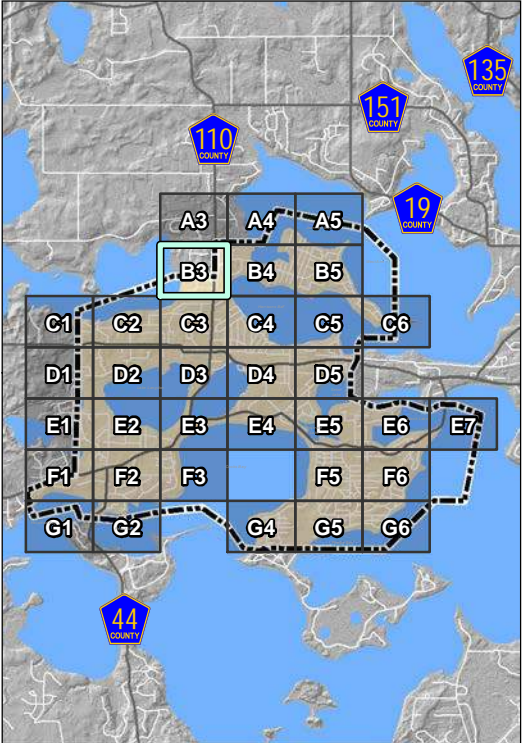 135
COUNTY
151
COUNTY
110
COUNTY
19
COUNTY
A3 A4 A5
B3 B4 B5
C1 C2 C3 C4 C5 C6
D1 D2 D3 D4 D5
E1 E2 E3 E4 E5 E6 E7
F1 F2 F3 F5 F6
G1 G2 G4 G5 G6
44
COUNTY